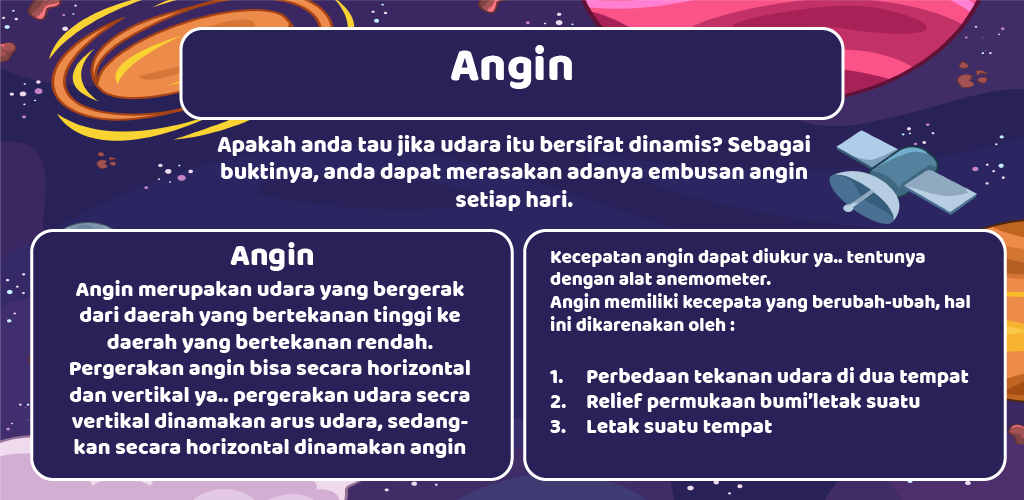 Angin
Apakah anda tau jika udara itu bersifat dinamis? Sebagai
buktinya, anda dapat merasakan adanya embusan angin
setiap hari.
Angin
Angin merupakan udara yang bergerak
dari daerah yang bertekanan tinggi ke
daerah yang bertekanan rendah.
Pergerakan angin bisa secara horizontal
dan vertikal ya.. pergerakan udara secra
vertikal dinamakan arus udara, sedang-
kan secara horizontal dinamakan angin
Kecepatan angin dapat diukur ya.. tentunya
dengan alat anemometer.
Angin memiliki kecepata yang berubah-ubah, hal
ini dikarenakan oleh :
1. Perbedaan tekanan udara di dua tempat
2. Relief permukaan bumi'letak suatu
3. Letak suatu tempat